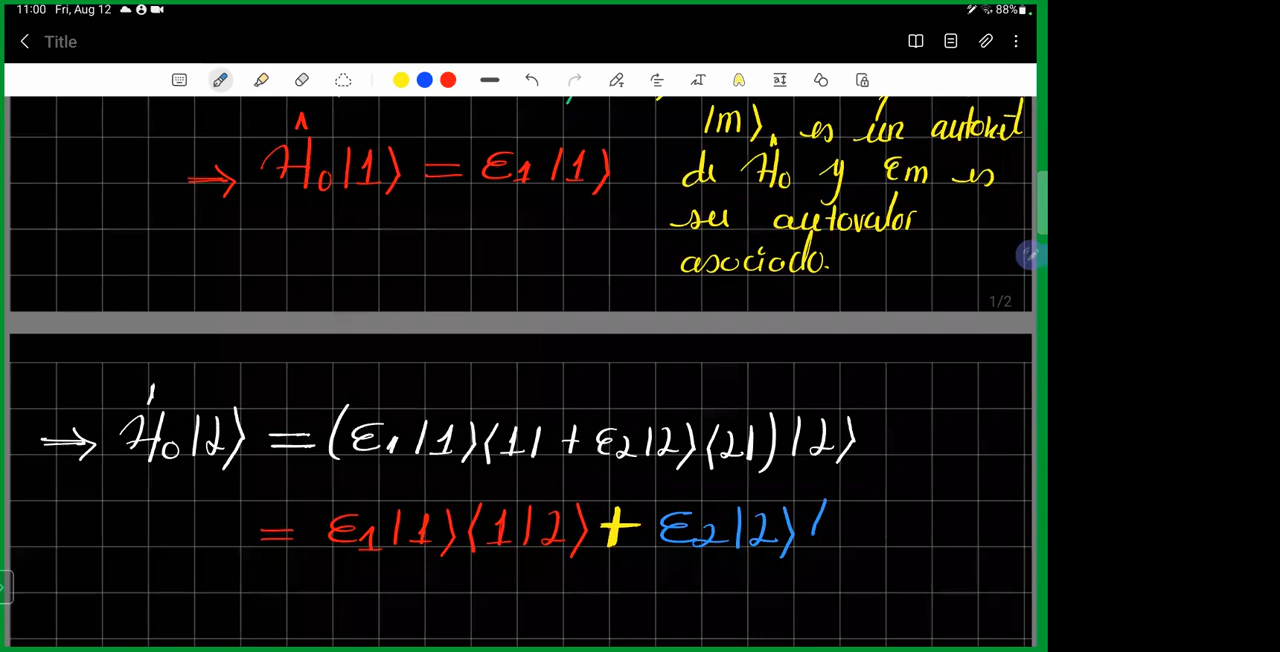 11:00 Fri, Aug 12
88%
Title
⇒ Ĥ₀|1⟩ = ε₁|1⟩
|m⟩, es un autoket
de Ĥ₀ y εm es
su autovalor
asociado.
1/2
⇒ Ĥ₀|2⟩ = (ε₁|1⟩⟨1| + ε₂|2⟩⟨2|)|2⟩
= ε₁|1⟩⟨1|2⟩ + ε₂|2⟩⟨